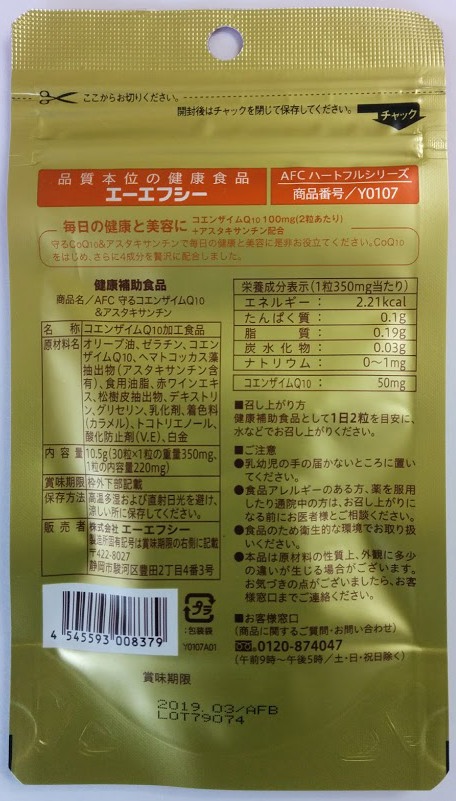 ここからお切りください。
開封後はチャックを閉じて保存してください。
チャック
品質本位の健康食品
エーエフシー
AFC ハートフルシリーズ
商品番号／Y0107
毎日の健康と美容に コエンザイムQ10 100mg(2粒あたり)
+アスタキサンチン配合
守るCoQ10&アスタキサンチンで毎日の健康と美容に是非お役立てください。CoQ10
をはじめ、さらに4成分を贅沢に配合しました。
健康補助食品
商品名／AFC 守るコエンザイムQ10
&アスタキサンチン
名称 コエンザイムQ10加工食品
原材料名 オリーブ油、ゼラチン、コエン
ザイムQ10、ヘマトコッカス藻
抽出物（アスタキサンチン含
有）、食用油脂、赤ワインエキ
ス、松樹皮抽出物、デキストリ
ン、グリセリン、乳化剤、着色料
（カラメル）、トコトリエノール、
酸化防止剤（V.E）、白金
内容量 10.5g（30粒×1粒の重量350mg、
1粒の内容量220mg）
賞味期限 枠外下部記載
保存方法 高温多湿および直射日光を避け、
涼しい所に保存してください。
販売者 株式会社 エーエフシー
製造所固有記号は賞味期限の右側に記載
〒422-8027
静岡市駿河区豊田2丁目4番3号
4 545593 008379
プラ
:包装袋
Y0107A01
栄養成分表示（1粒350mg当たり）
エネルギー： 2.21kcal
たんぱく質： 0.1g
脂質： 0.19g
炭水化物： 0.03g
ナトリウム： 0〜1mg
コエンザイムQ10： 50mg
■召し上がり方
健康補助食品として1日2粒を目安に、
水などでお召し上がりください。
■ご注意
●乳幼児の手の届かないところに置い
てください。
●食品アレルギーのある方、薬を服用
したり通院中の方は、お召し上がりに
なる前にお医者様とご相談ください。
●食品のため衛生的な環境でお取り扱
いください。
●本品は原材料の性質上、外観に多少
の違いが生じる場合がございます。
お気づきの点がございましたら、お客
様窓口までご連絡ください。
■お客様窓口
（商品に関するご質問・お問い合わせ）
0120-874047
（午前9時〜午後5時／土・日・祝日除く）
賞味期限
2019. 03/AFB
LOT79074